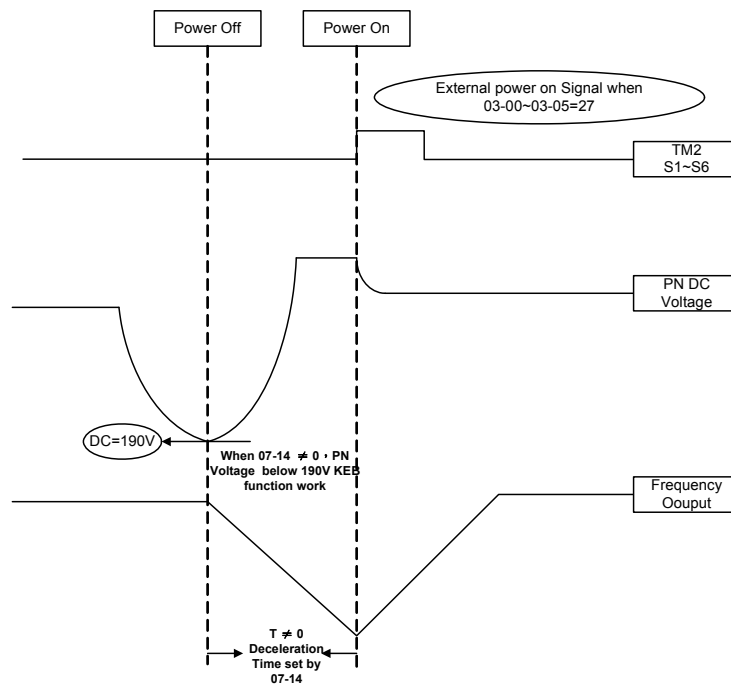 Power Off
Power On
External power on Signal when
03-00~03-05=27
TM2
S1~S6
PN DC
Voltage
DC=190V
When 07-14 ≠ 0，PN
Voltage below 190V KEB
function work
Frequency
Oouput
T ≠ 0
Deceleration
Time set by
07-14